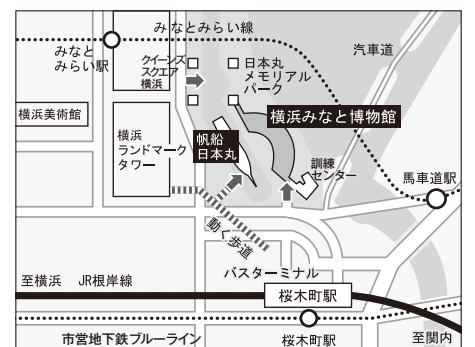 みなとみらい線
みなと
みらい駅
クイーンズ
スクエア
横浜
日本丸
メモリアル
パーク
汽車道
横浜美術館
横浜みなと博物館
横浜
ランドマーク
タワー
帆船
日本丸
訓練
センター
馬車道駅
動く歩道
バスターミナル
至横浜 JR根岸線
桜木町駅
市営地下鉄ブルーライン
桜木町駅
至関内